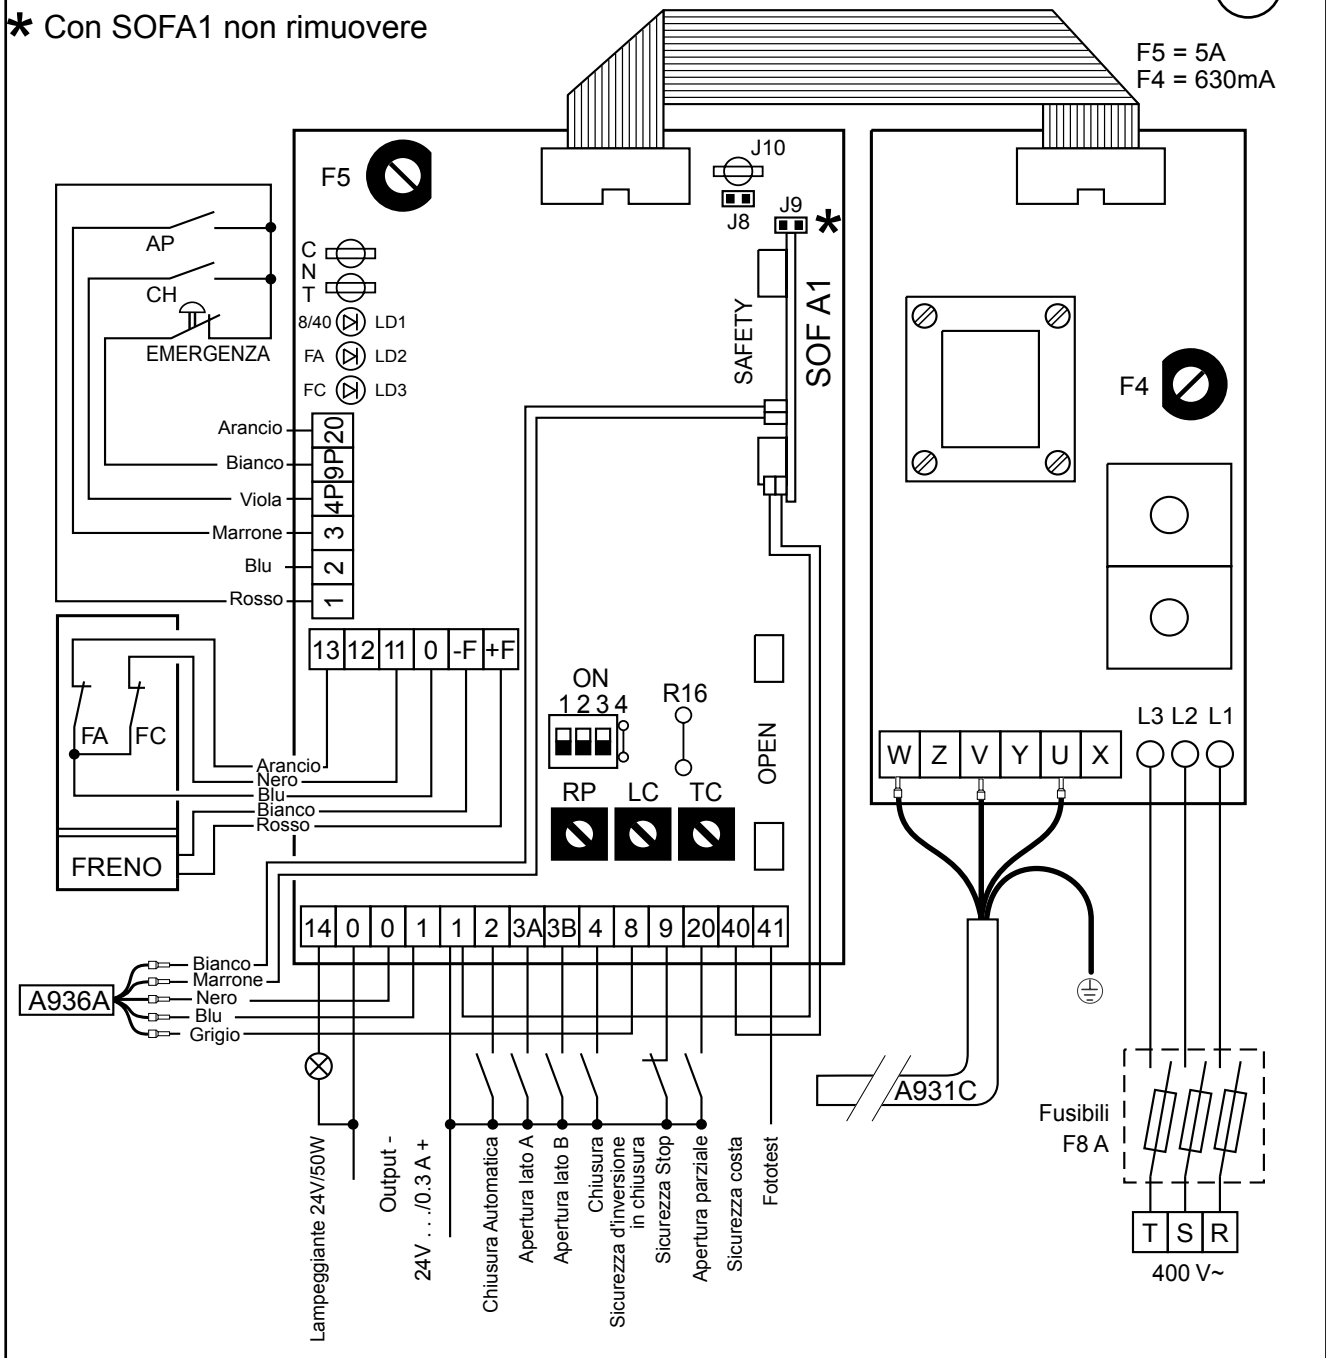 * Con SOFA1 non rimuovere
F5 = 5A
F4 = 630mA
F5
J10
J8
J9
*
AP
CH
EMERGENZA
C
N
T
8/40
LD1
FA
LD2
FC
LD3
SAFETY
SOF A1
F4
Arancio
20
Bianco
9P
Viola
4P
Marrone
3
Blu
2
Rosso
1
13 12 11 0 -F +F
FA FC
Arancio
Nero
Blu
Bianco
Rosso
FRENO
ON
1 2 3 4
R16
OPEN
RP LC TC
L3 L2 L1
W Z V Y U X
14 0 0 1 1 2 3A 3B 4 8 9 20 40 41
A936A
Bianco
Marrone
Nero
Blu
Grigio
A931C
Fusibili
F8 A
T S R
400 V~
Lampeggiante 24V/50W
Output -
24V . . ./0.3 A +
Chiusura Automatica
Apertura lato A
Apertura lato B
Chiusura
Sicurezza d'inversione
in chiusura
Sicurezza Stop
Apertura parziale
Sicurezza costa
Fototest